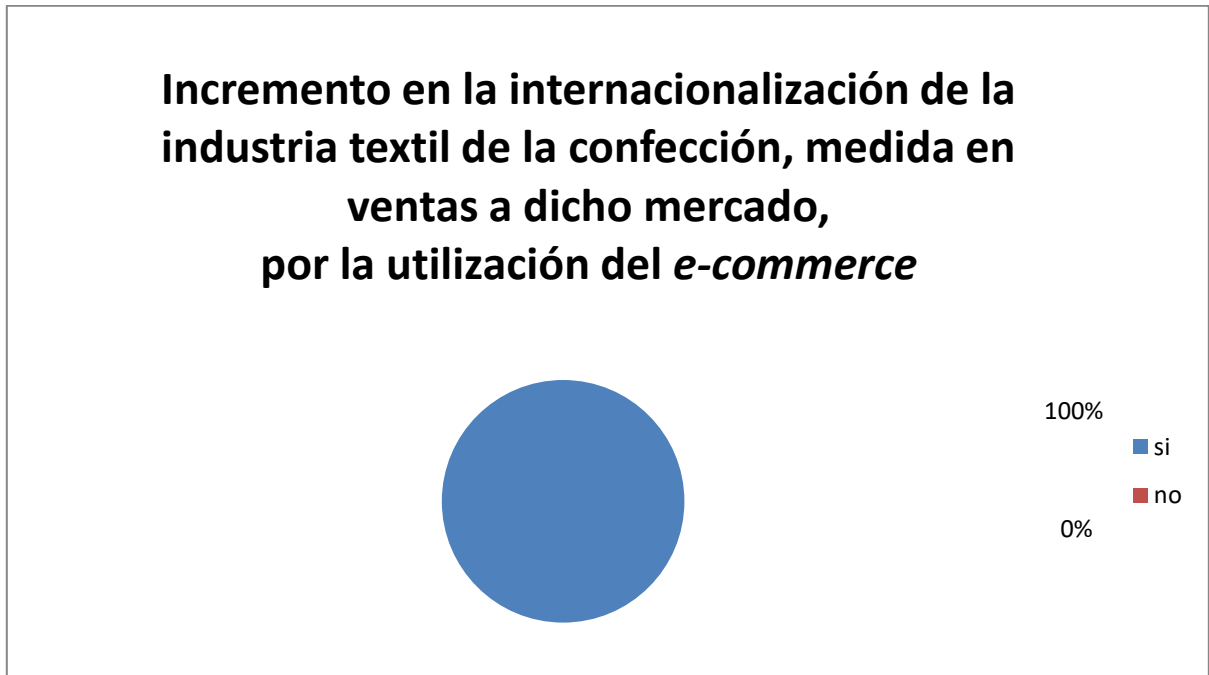 Incremento en la internacionalización de la
industria textil de la confección, medida en
ventas a dicho mercado,
por la utilización del e-commerce
100%
si
no
0%